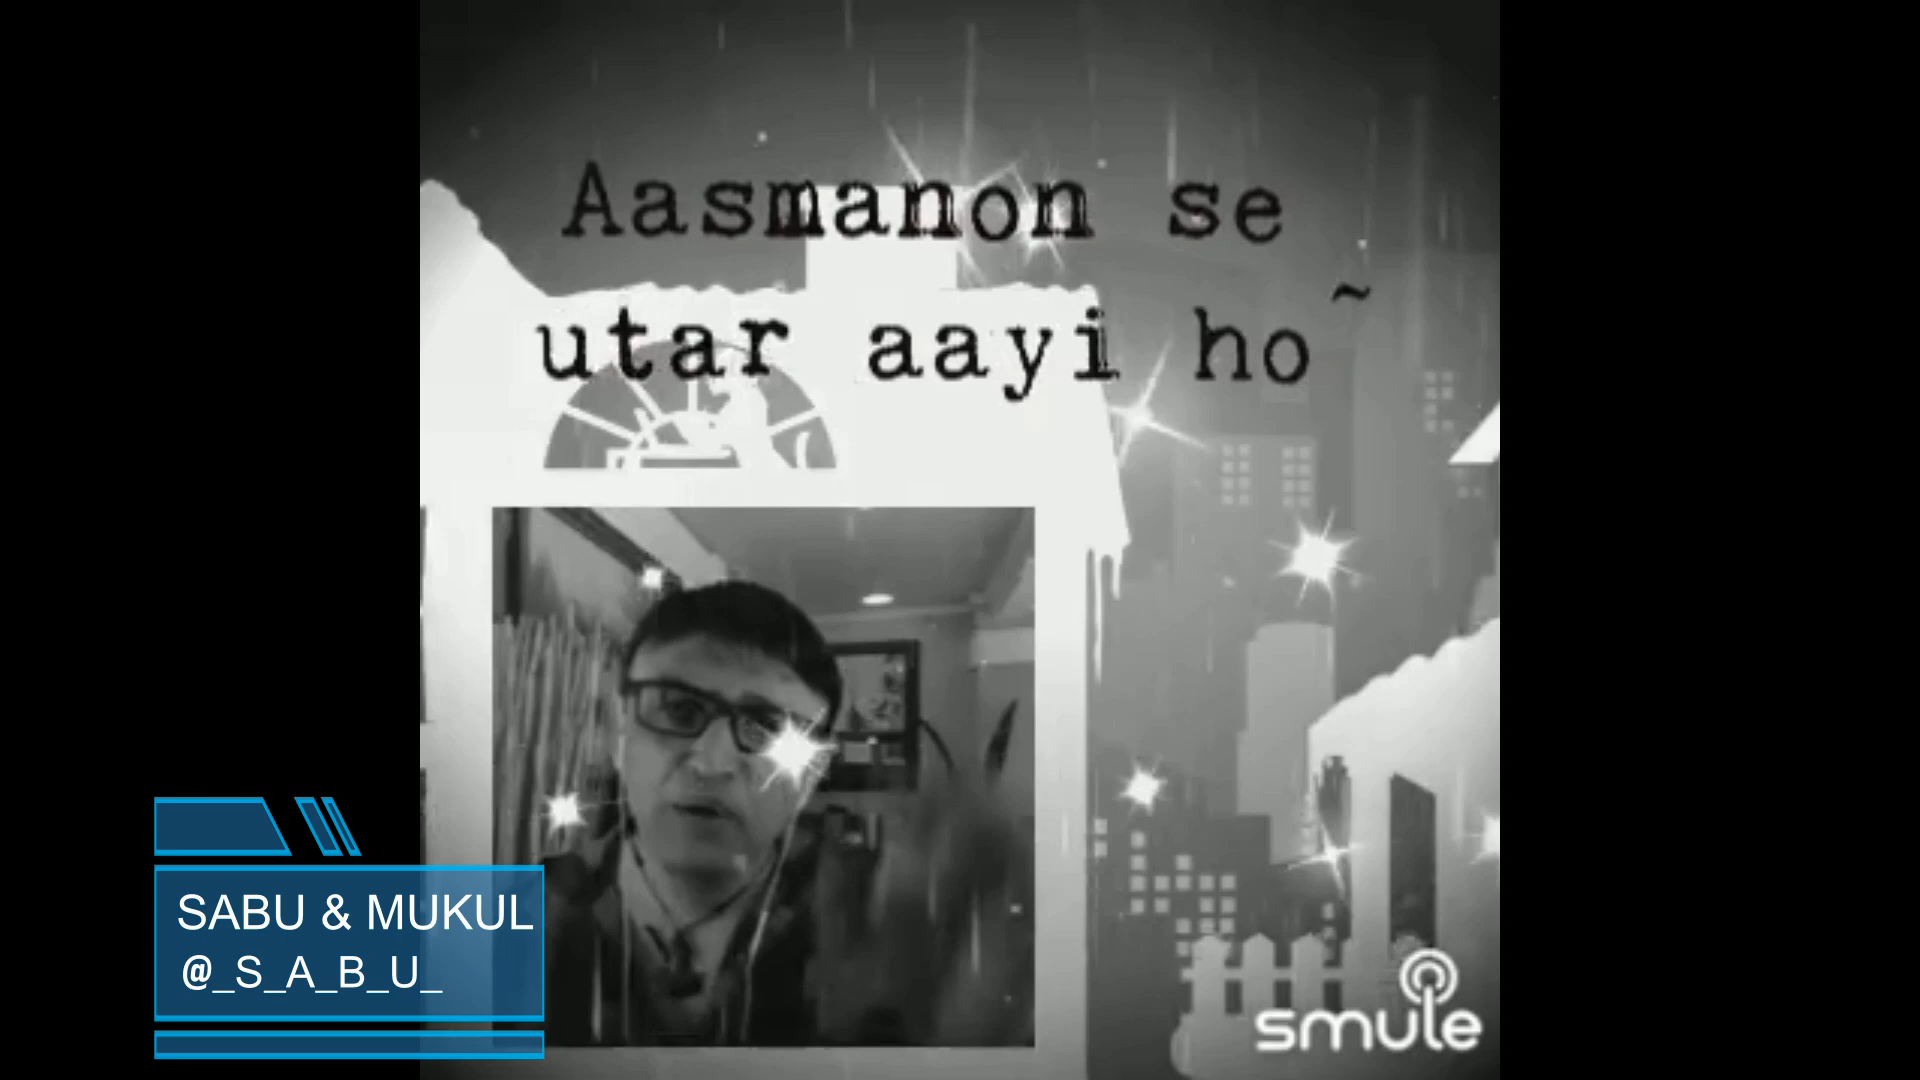 Aasmanon se
utar aayi ho~
SABU & MUKUL
@_S_A_B_U_
smule